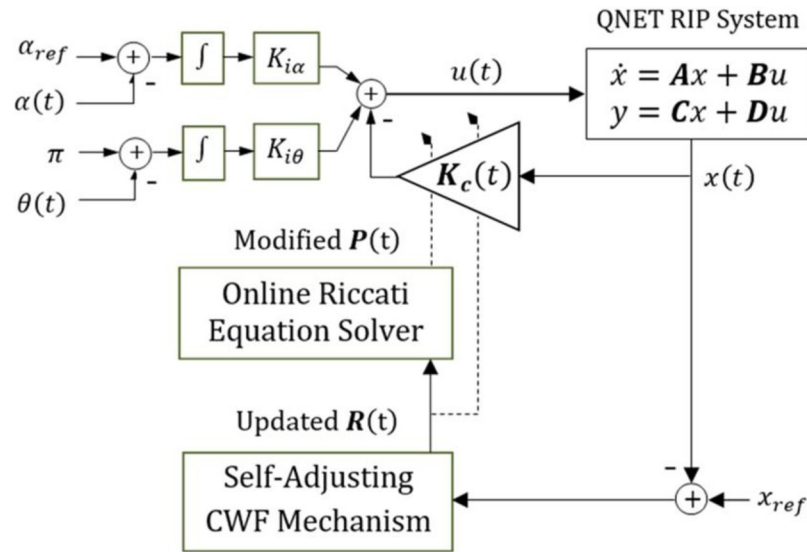 QNET RIP System
α_ref
α(t)
π
θ(t)
+
-
+
-
∫
K_iα
∫
K_iθ
+
-
u(t)
ẋ = Ax + Bu
y = Cx + Du
K_c(t)
x(t)
Modified P(t)
Online Riccati
Equation Solver
Updated R(t)
Self-Adjusting
CWF Mechanism
-
+
x_ref